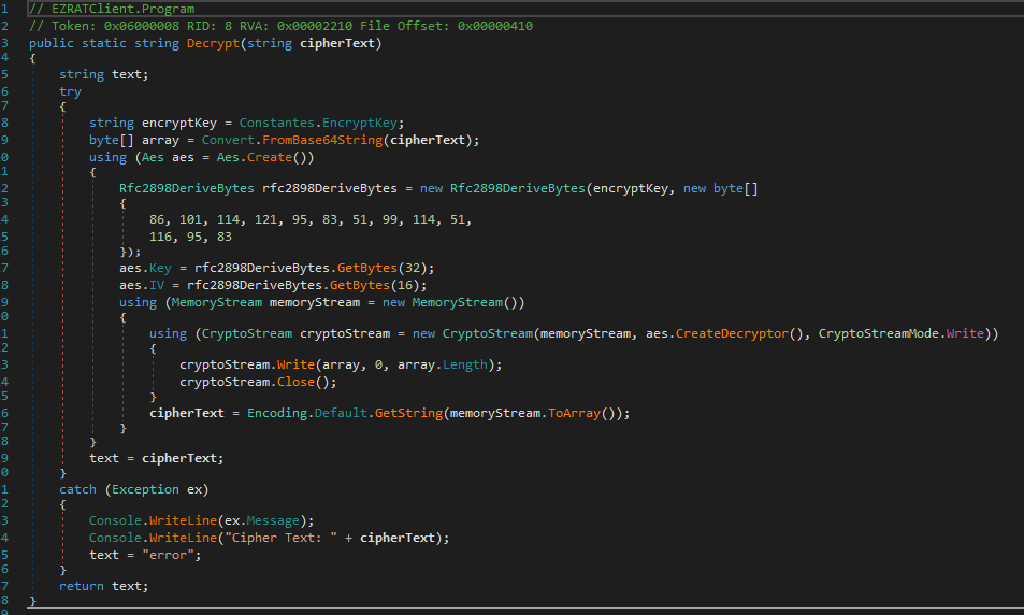 1 // EZRATClient.Program
2 // Token: 0x06000008 RID: 8 RVA: 0x00002210 File Offset: 0x00000410
3 public static string Decrypt(string cipherText)
4 {
5 string text;
6 try
7 {
8 string encryptKey = Constantes.EncryptKey;
9 byte[] array = Convert.FromBase64String(cipherText);
0 using (Aes aes = Aes.Create())
1 {
2 Rfc2898DeriveBytes rfc2898DeriveBytes = new Rfc2898DeriveBytes(encryptKey, new byte[]
3 {
4 86, 101, 114, 121, 95, 83, 51, 99, 114, 51,
5 116, 95, 83
6 });
7 aes.Key = rfc2898DeriveBytes.GetBytes(32);
8 aes.IV = rfc2898DeriveBytes.GetBytes(16);
9 using (MemoryStream memoryStream = new MemoryStream())
0 {
1 using (CryptoStream cryptoStream = new CryptoStream(memoryStream, aes.CreateDecryptor(), CryptoStreamMode.Write))
2 {
3 cryptoStream.Write(array, 0, array.Length);
4 cryptoStream.Close();
5 }
6 cipherText = Encoding.Default.GetString(memoryStream.ToArray());
7 }
8 }
9 text = cipherText;
0 }
1 catch (Exception ex)
2 {
3 Console.WriteLine(ex.Message);
4 Console.WriteLine("Cipher Text: " + cipherText);
5 text = "error";
6 }
7 return text;
8 }